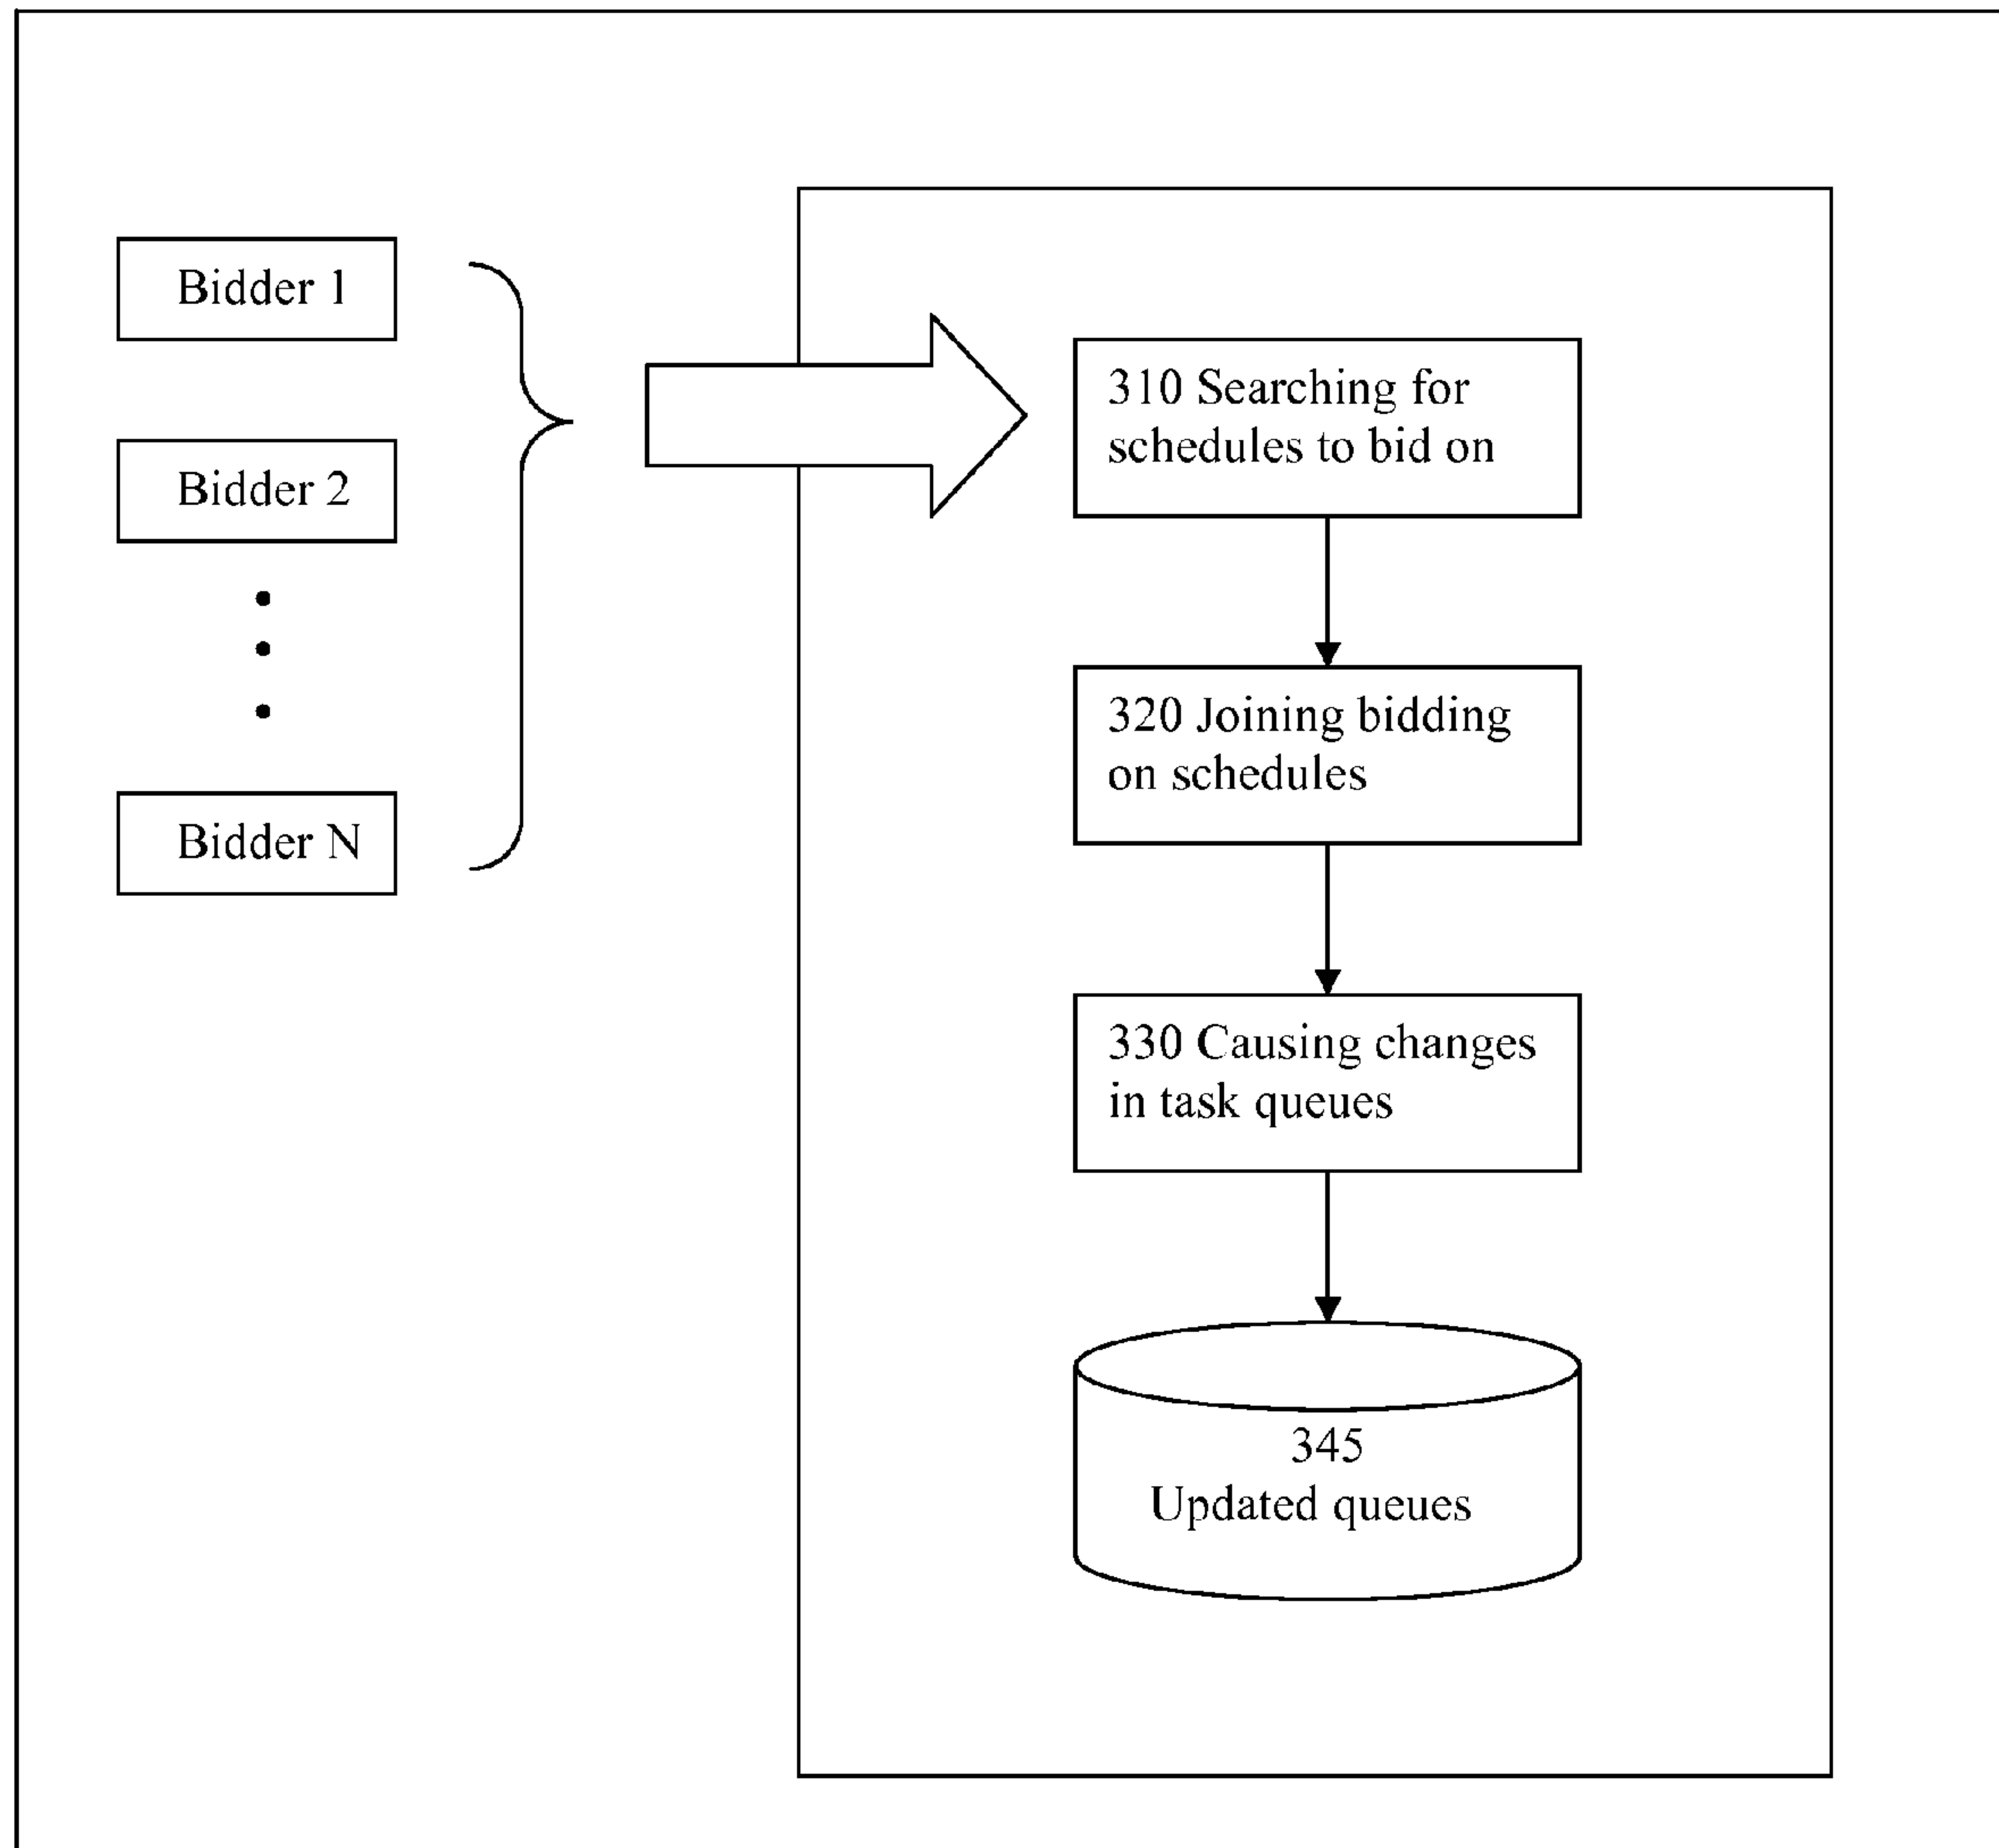 Bidder 1
Bidder 2
Bidder N
310 Searching for
schedules to bid on
320 Joining bidding
on schedules
330 Causing changes
in task queues
345
Updated queues